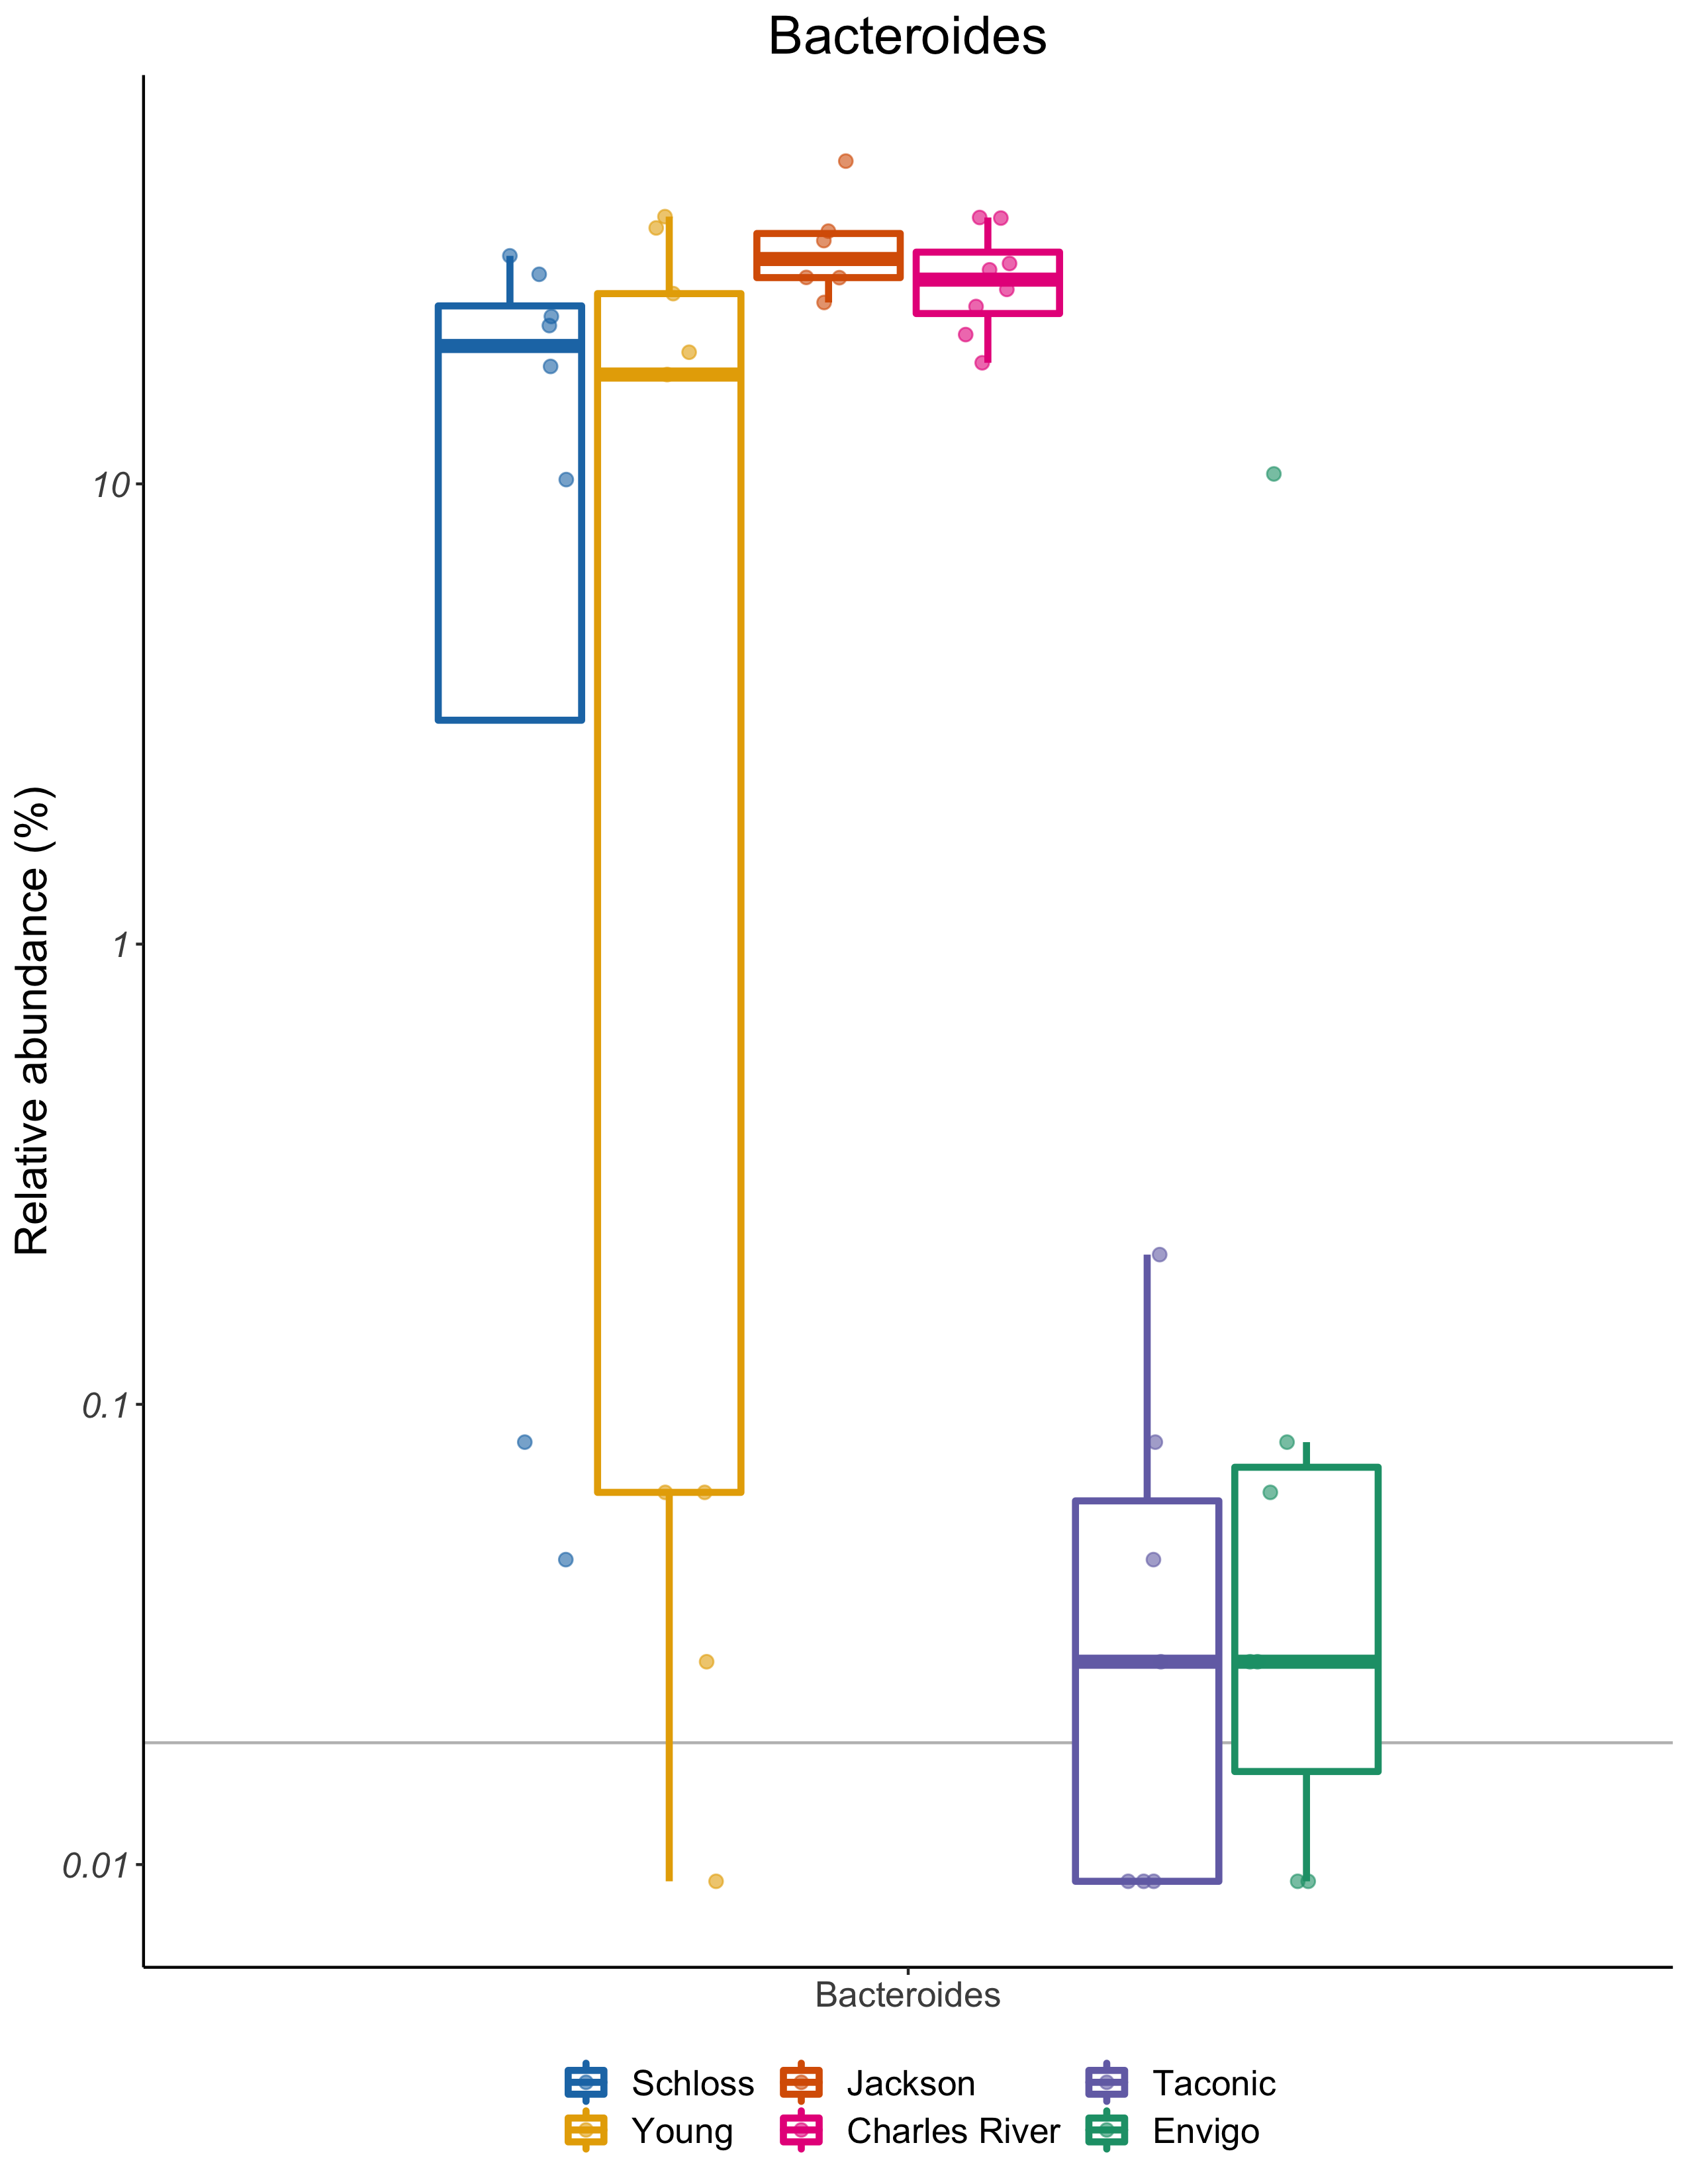 Bacteroides
Relative abundance (%)
10
1
0.1
0.01
Bacteroides
Schloss
Jackson
Taconic
Young
Charles River
Envigo